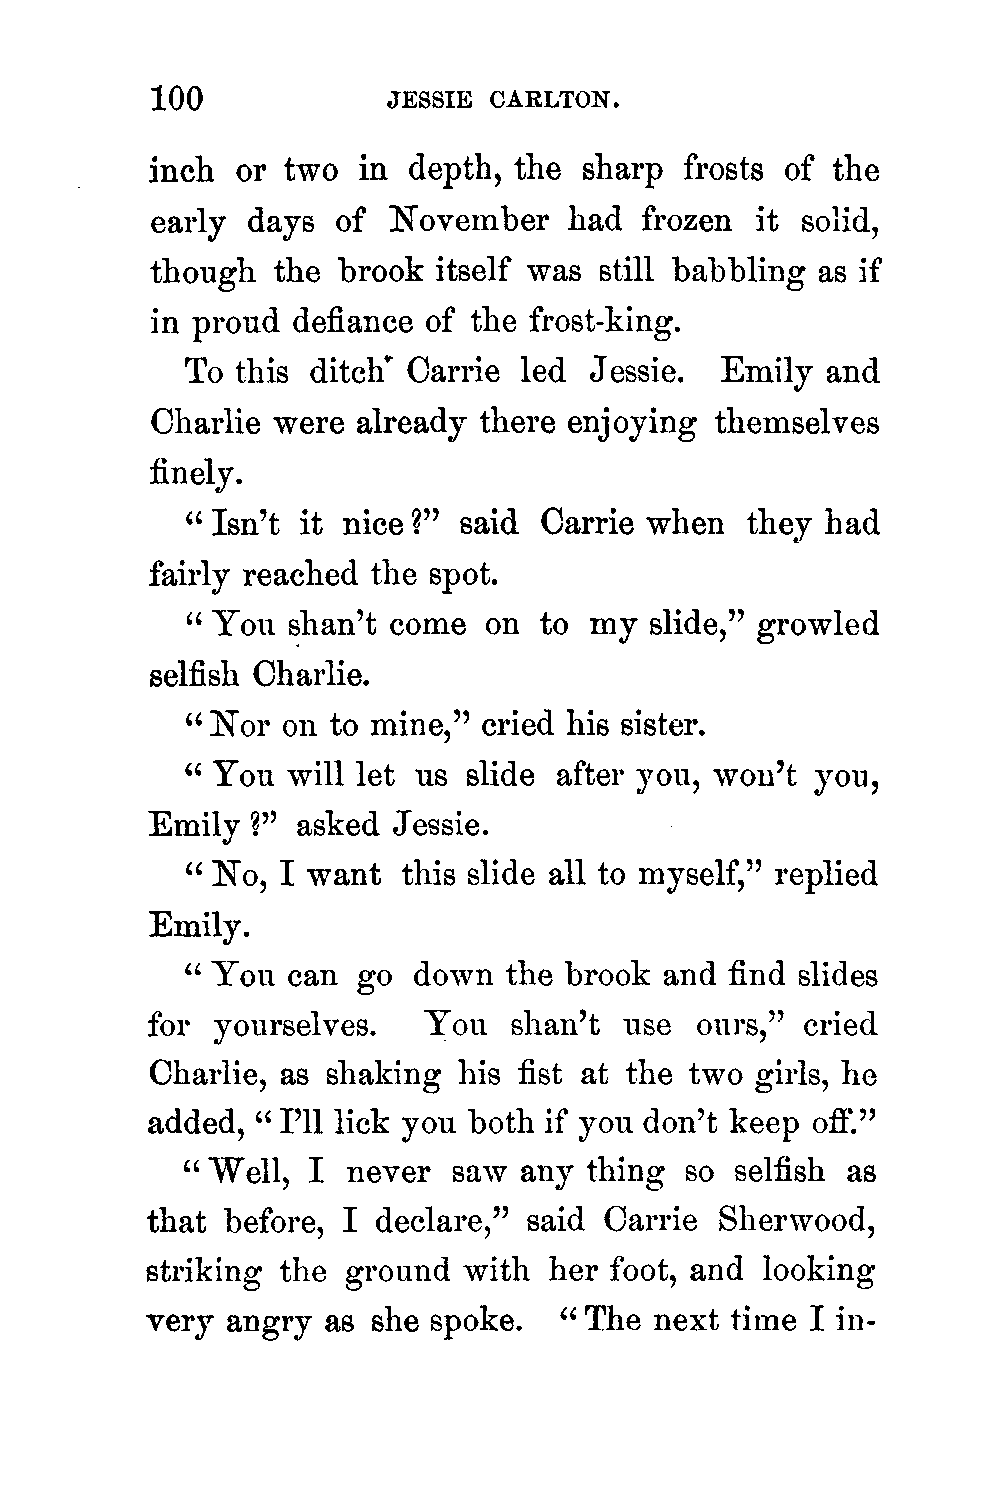 100 JESSIE CARLTON.
inch or two in depth, the sharp frosts of the
early days of November had frozen it solid,
though the brook itself was still babbling as if
in proud defiance of the frost-king.
To this ditch Carrie led Jessie. Emily and
Charlie were already there enjoying themselves
finely.
“Isn’t it nice?” said Carrie when they had
fairly reached the spot.
“You shan’t come on to my slide,” growled
selfish Charlie.
“Nor on to mine,” cried his sister.
“You will let us slide after you, won’t you,
Emily?” asked Jessie.
“No, I want this slide all to myself,” replied
Emily.
“You can go down the brook and find slides
for yourselves. You shan’t use ours,” cried
Charlie, as shaking his fist at the two girls, he
added, “I’ll lick you both if you don’t keep off.”
“Well, I never saw any thing so selfish as
that before, I declare,” said Carrie Sherwood,
striking the ground with her foot, and looking
very angry as she spoke. “The next time I in-